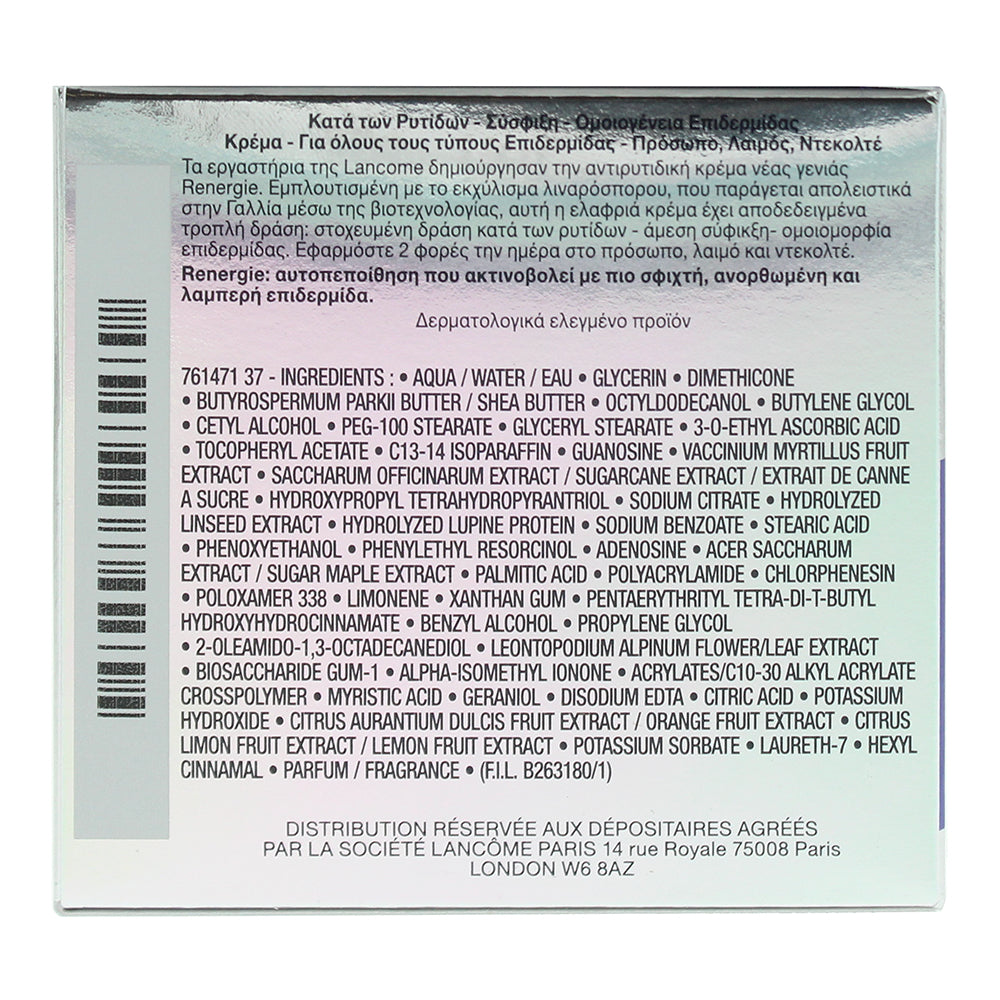 Κατά των Ρυτίδων - Σύσφιξη - Ομοιογένεια Επιδερμίδας
Κρέμα - Για όλους τους τύπους Επιδερμίδας - Πρόσωπο, Λαιμός, Ντεκολτέ
Τα εργαστήρια της Lancome δημιούργησαν την αντιρυτιδική κρέμα νέας γενιάς
Renergie. Εμπλουτισμένη με το εκχύλισμα λιναρόσπορου, που παράγεται απολειστικά
στην Γαλλία μέσω της βιοτεχνολογίας, αυτή η ελαφριά κρέμα έχει αποδεδειγμένα
τροπλή δράση: στοχευμένη δράση κατά των ρυτίδων - άμεση σύφικξη- ομοιομορφία
επιδερμίδας. Εφαρμόστε 2 φορές την ημέρα στο πρόσωπο, λαιμό και ντεκολτέ.
Renergie: αυτοπεποίθηση που ακτινοβολεί με πιο σφιχτή, ανορθωμένη και
λαμπερή επιδερμίδα.
Δερματολογικά ελεγμένο προϊόν
761471 37 - INGREDIENTS : • AQUA / WATER / EAU • GLYCERIN • DIMETHICONE
• BUTYROSPERMUM PARKII BUTTER / SHEA BUTTER • OCTYLDODECANOL • BUTYLENE GLYCOL
• CETYL ALCOHOL • PEG-100 STEARATE • GLYCERYL STEARATE • 3-O-ETHYL ASCORBIC ACID
• TOCOPHERYL ACETATE • C13-14 ISOPARAFFIN • GUANOSINE • VACCINIUM MYRTILLUS FRUIT
EXTRACT • SACCHARUM OFFICINARUM EXTRACT / SUGARCANE EXTRACT / EXTRAIT DE CANNE
A SUCRE • HYDROXYPROPYL TETRAHYDROPYRANTRIOL • SODIUM CITRATE • HYDROLYZED
LINSEED EXTRACT • HYDROLYZED LUPINE PROTEIN • SODIUM BENZOATE • STEARIC ACID
• PHENOXYETHANOL • PHENYLETHYL RESORCINOL • ADENOSINE • ACER SACCHARUM
EXTRACT / SUGAR MAPLE EXTRACT • PALMITIC ACID • POLYACRYLAMIDE • CHLORPHENESIN
• POLOXAMER 338 • LIMONENE • XANTHAN GUM • PENTAERYTHRITYL TETRA-DI-T-BUTYL
HYDROXYHYDROCINNAMATE • BENZYL ALCOHOL • PROPYLENE GLYCOL
• 2-OLEAMIDO-1,3-OCTADECANEDIOL • LEONTOPODIUM ALPINUM FLOWER/LEAF EXTRACT
• BIOSACCHARIDE GUM-1 • ALPHA-ISOMETHYL IONONE • ACRYLATES/C10-30 ALKYL ACRYLATE
CROSSPOLYMER • MYRISTIC ACID • GERANIOL • DISODIUM EDTA • CITRIC ACID • POTASSIUM
HYDROXIDE • CITRUS AURANTIUM DULCIS FRUIT EXTRACT / ORANGE FRUIT EXTRACT • CITRUS
LIMON FRUIT EXTRACT / LEMON FRUIT EXTRACT • POTASSIUM SORBATE • LAURETH-7 • HEXYL
CINNAMAL • PARFUM / FRAGRANCE • (F.I.L. B263180/1)
DISTRIBUTION RÉSERVÉE AUX DÉPOSITAIRES AGRÉÉS
PAR LA SOCIÉTÉ LANCÔME PARIS 14 rue Royale 75008 Paris
LONDON W6 8AZ